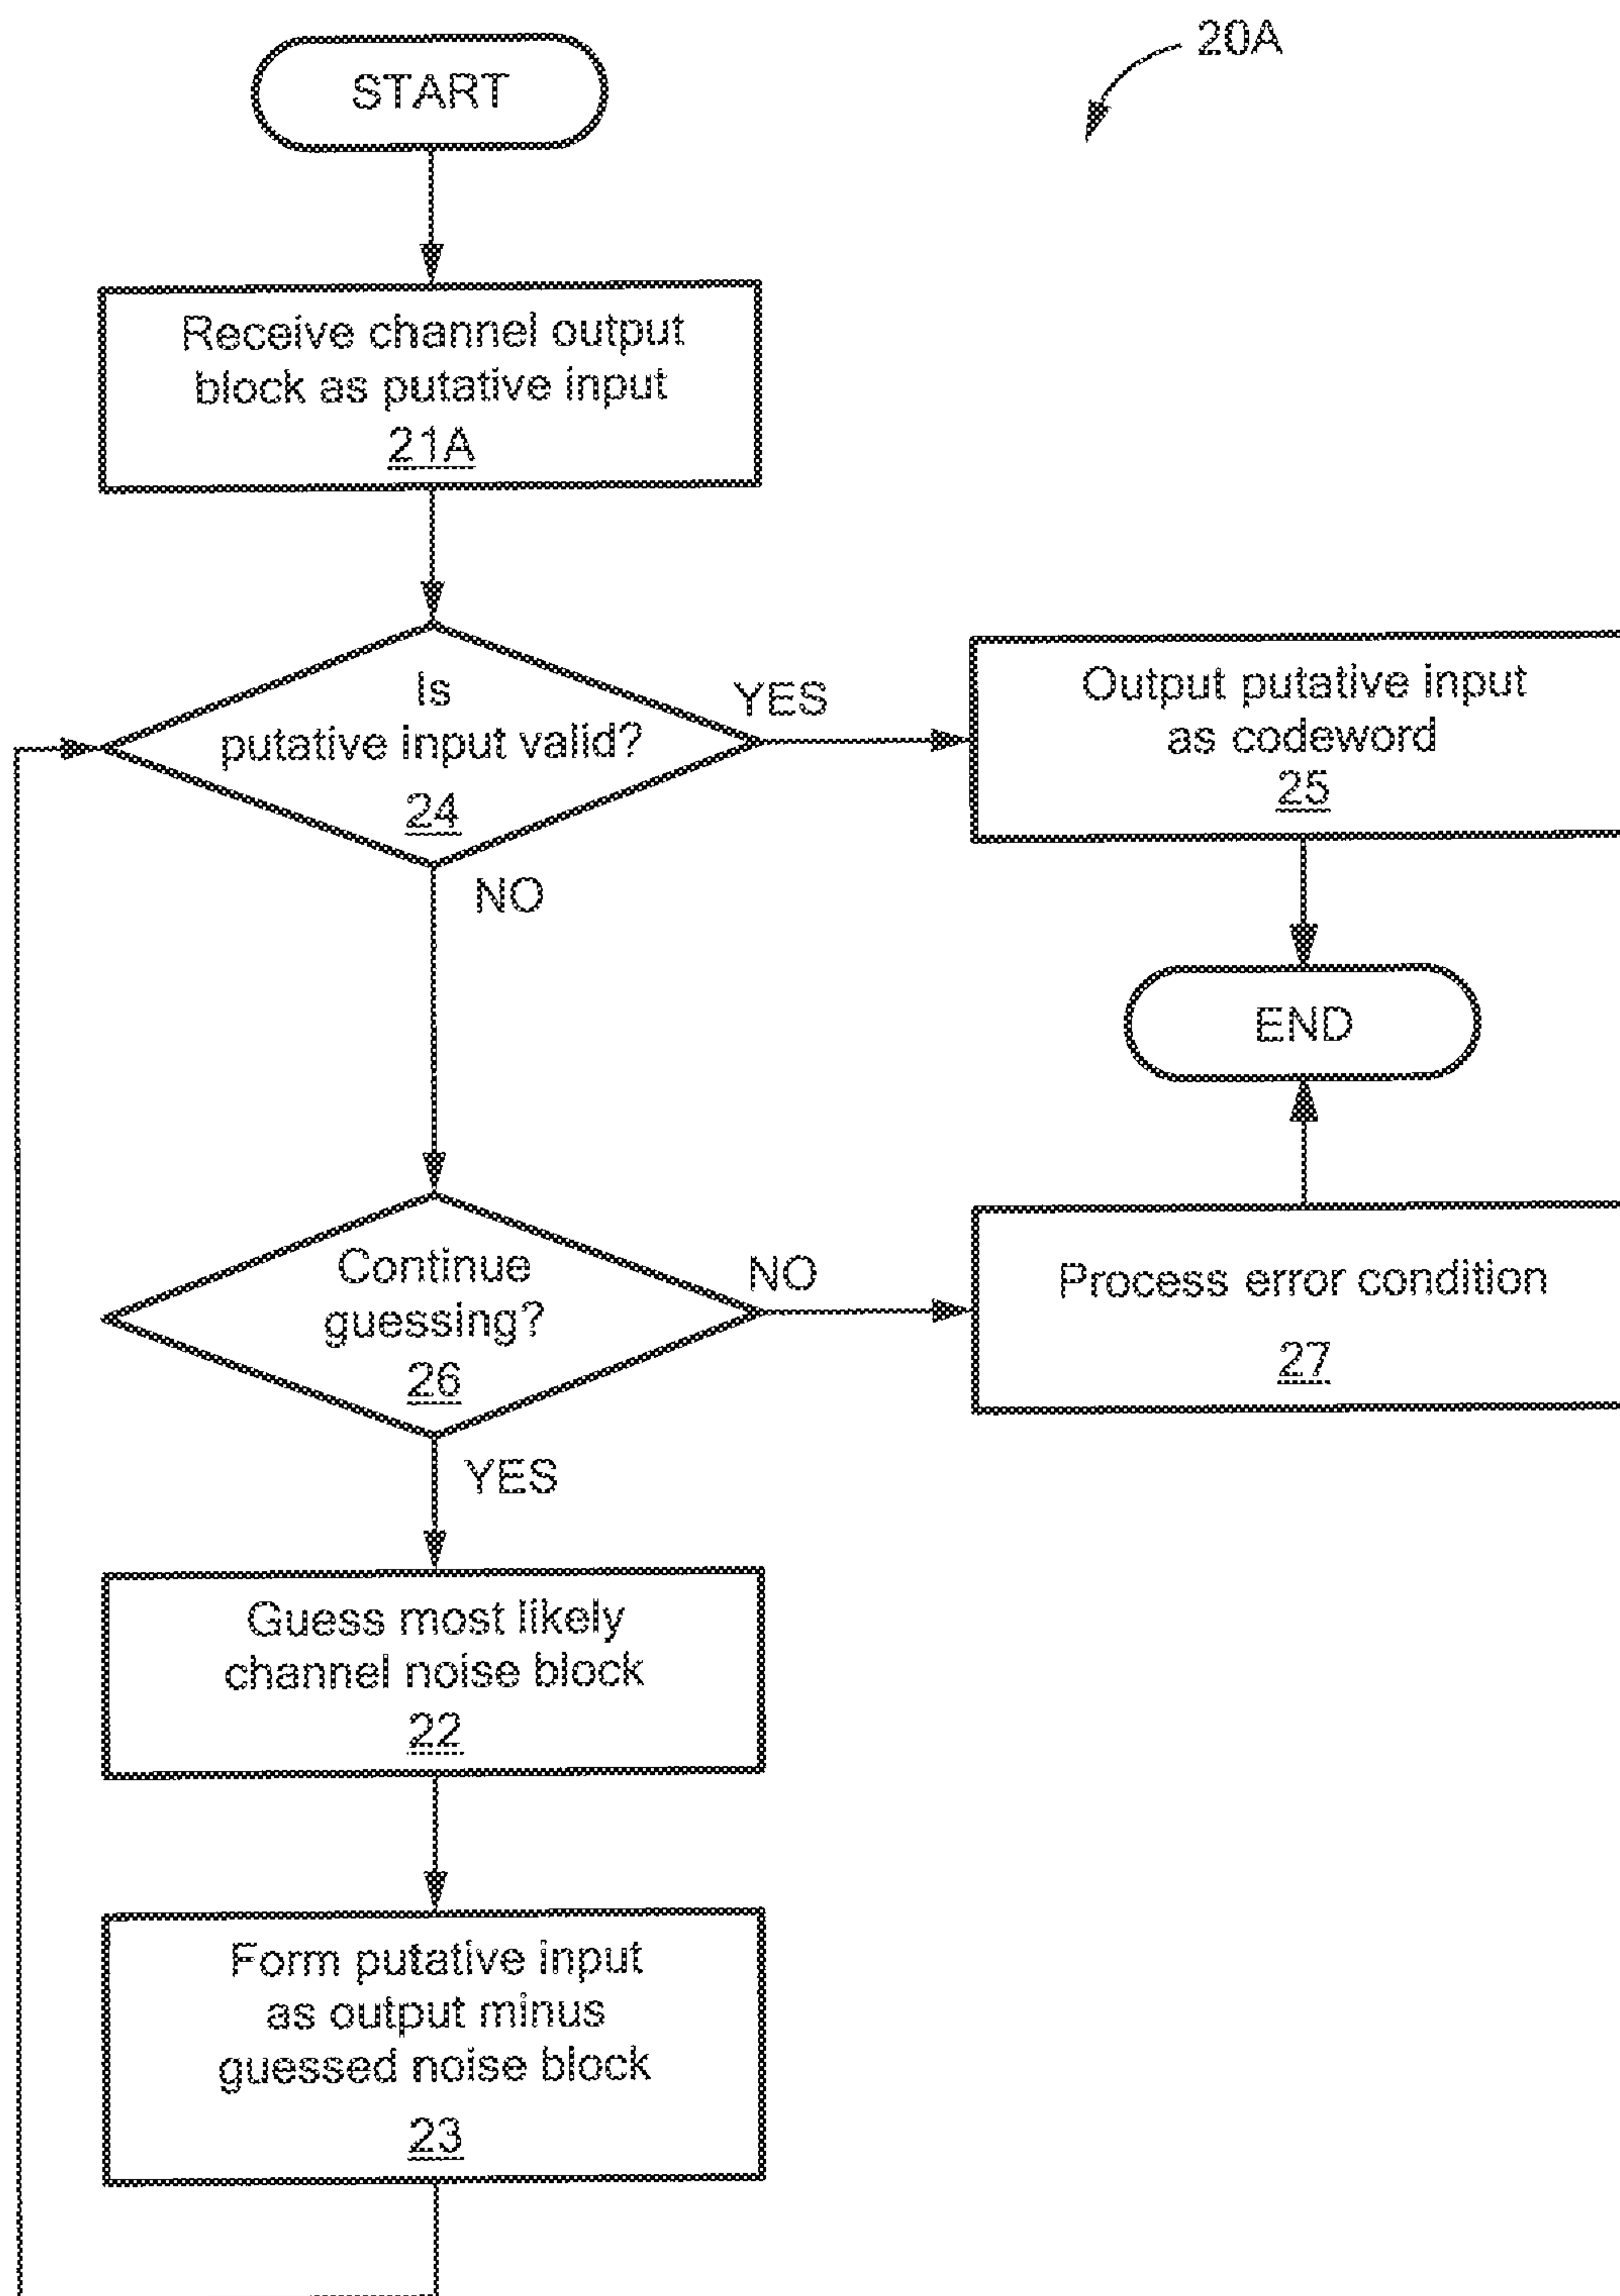 20A
START
Receive channel output
block as putative input
21A
Is
putative input valid?
24
YES
NO
Output putative input
as codeword
25
END
Continue
guessing?
26
NO
YES
Process error condition
27
Guess most likely
channel noise block
22
Form putative input
as output minus
guessed noise block
23